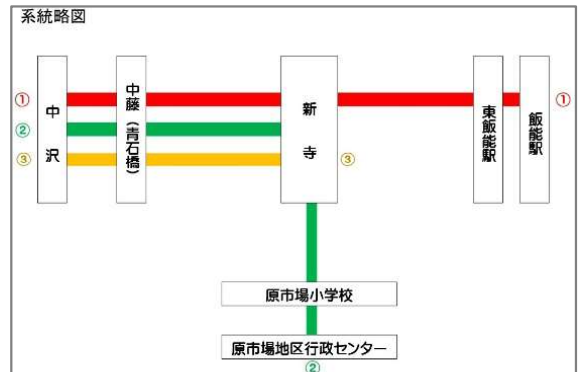 系統略図
①
②
③
中沢
中藤（青石橋）
新寺
③
東飯能駅
飯能駅
①
原市場小学校
原市場地区行政センター
②